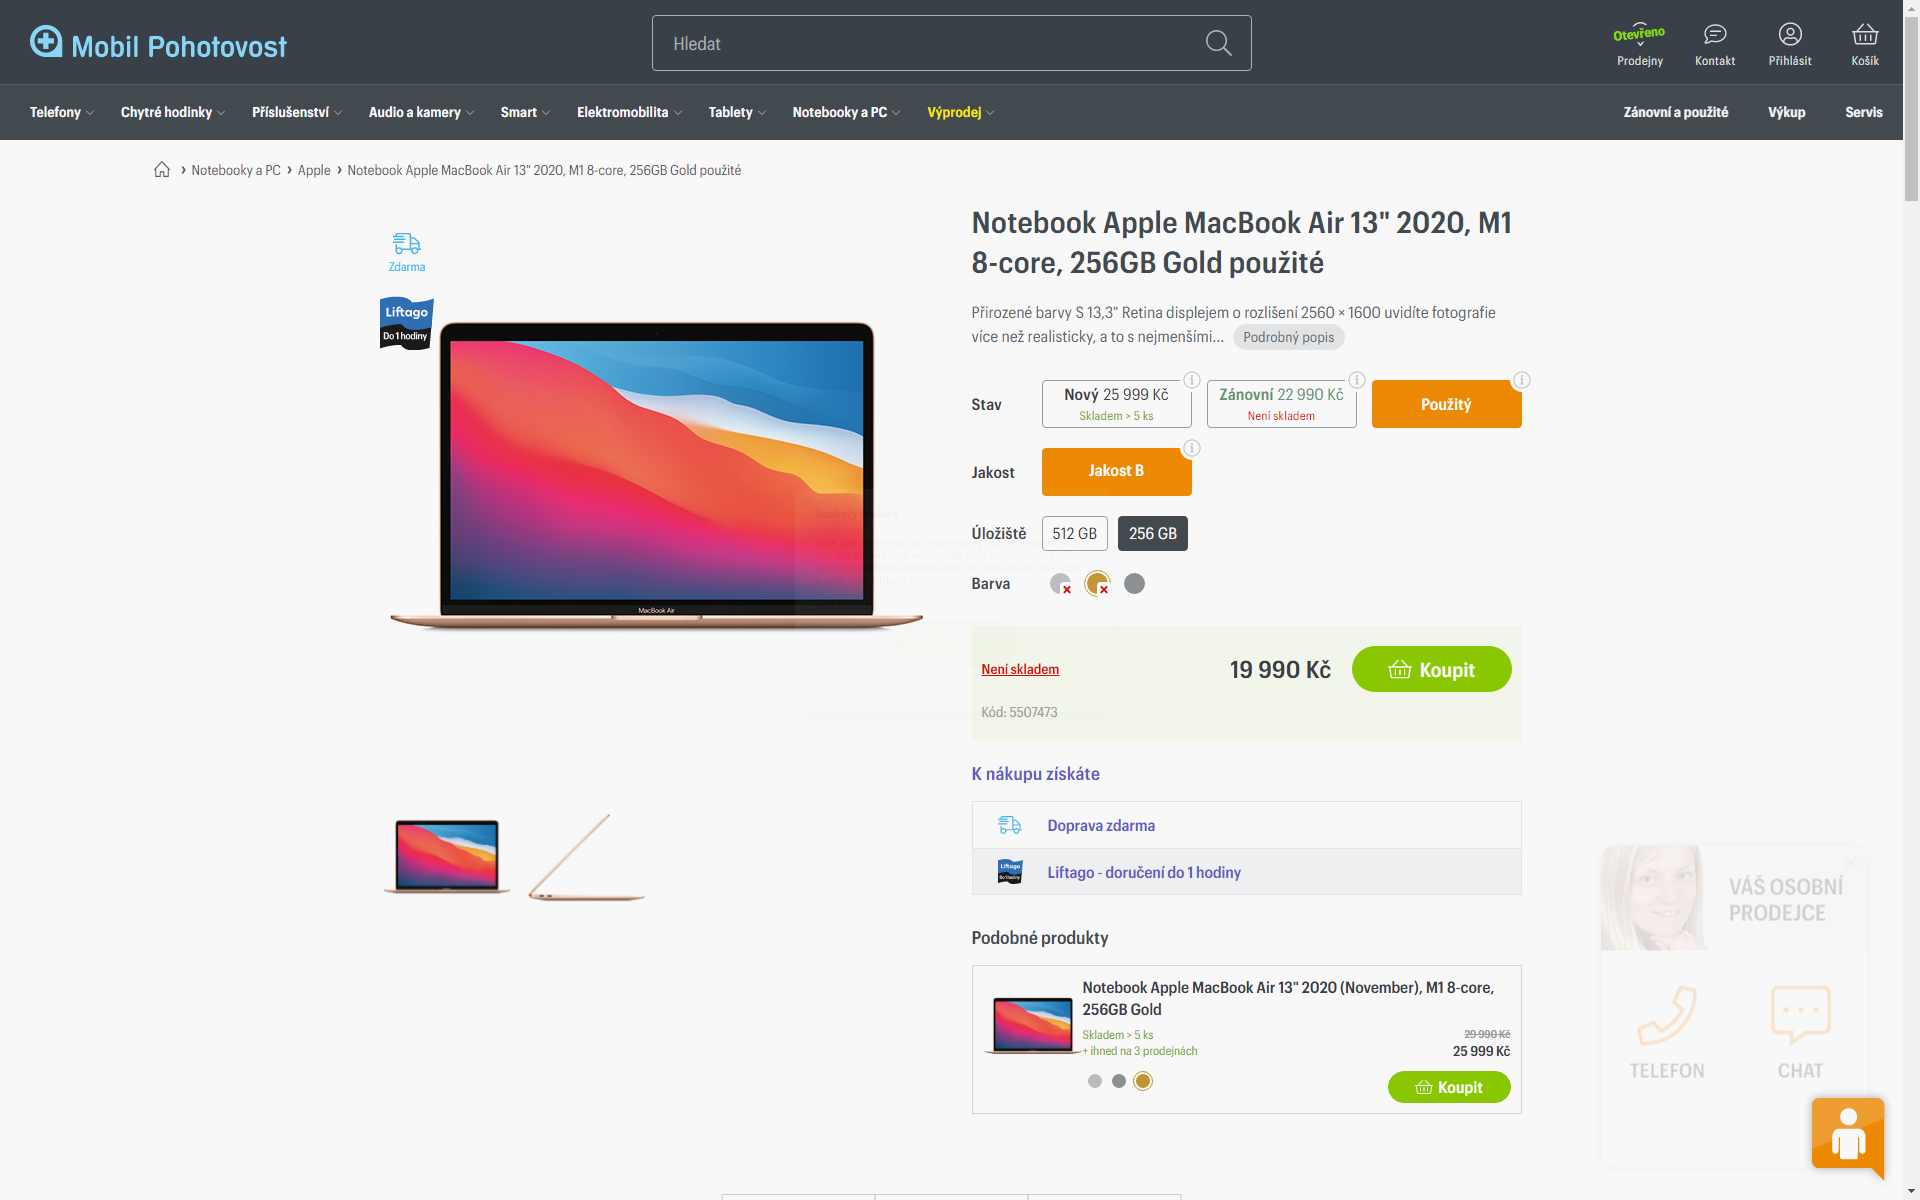 Mobil Pohotovost
Hledat
Otevřeno
Prodejny
Kontakt
Přihlásit
Košík
Telefony
Chytré hodinky
Příslušenství
Audio a kamery
Smart
Elektromobilita
Tablety
Notebooky a PC
Výprodej
Zánovní a použité
Výkup
Servis
Notebooky a PC
Apple
Notebook Apple MacBook Air 13" 2020, M1 8-core, 256GB Gold použité
Zdarma
Liftago
Do 1 hodiny
MacBook Air
Notebook Apple MacBook Air 13" 2020, M1
8-core, 256GB Gold použité
Přirozené barvy S 13,3" Retina displejem o rozlišení 2560 × 1600 uvidíte fotografie
více než realisticky, a to s nejmenšími...
Podrobný popis
Stav
Nový 25 999 Kč
Skladem > 5 ks
Zánovní 22 990 Kč
Není skladem
Použitý
Jakost
Jakost B
Úložiště
512 GB
256 GB
Barva
Není skladem
19 990 Kč
Koupit
Kód: 5507473
K nákupu získáte
Doprava zdarma
Liftago
Do 1 hodiny
Liftago - doručení do 1 hodiny
Podobné produkty
Notebook Apple MacBook Air 13" 2020 (November), M1 8-core,
256GB Gold
Skladem > 5 ks
+ ihned na 3 prodejnách
29 990 Kč
25 999 Kč
Koupit
VÁŠ OSOBNÍ
PRODEJCE
TELEFON
CHAT